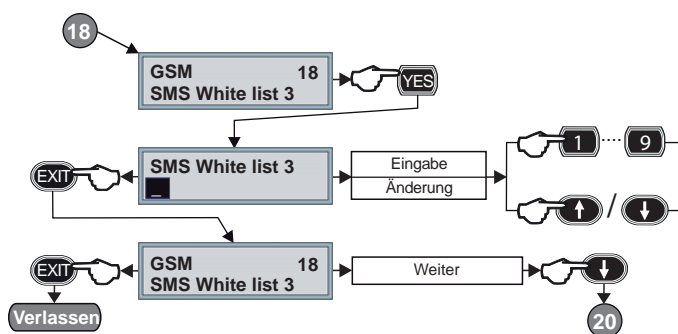 18
GSM 18
SMS White list 3
YES
EXIT
SMS White list 3
_
Eingabe
Änderung
1 ···· 9
/
EXIT
GSM 18
SMS White list 3
Weiter
Verlassen
20